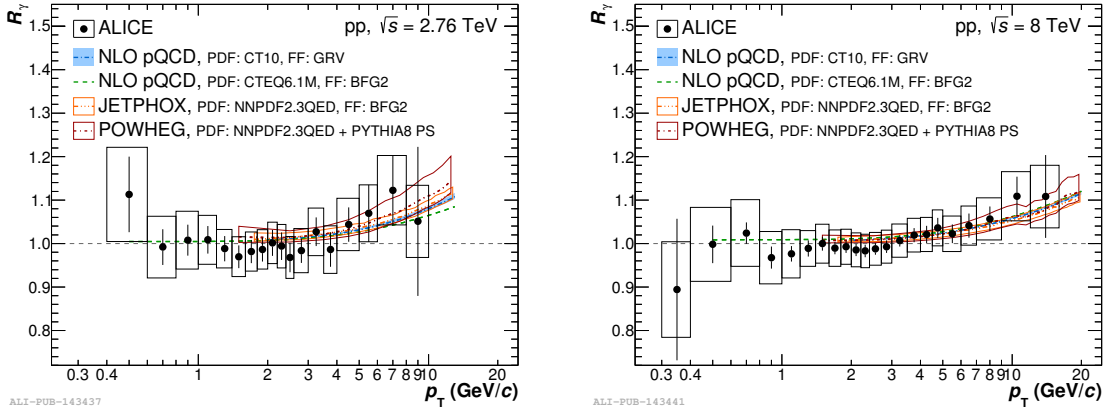 Rγ
pp, √s = 2.76 TeV
ALICE
NLO pQCD, PDF: CT10, FF: GRV
NLO pQCD, PDF: CTEQ6.1M, FF: BFG2
JETPHOX, PDF: NNPDF2.3QED, FF: BFG2
POWHEG, PDF: NNPDF2.3QED + PYTHIA8 PS
1.5
1.4
1.3
1.2
1.1
1.0
0.9
0.8
0.3 0.4 1 2 3 4 5 6 7 8 9 10 20
pT (GeV/c)
ALI-PUB-143437
Rγ
pp, √s = 8 TeV
ALICE
NLO pQCD, PDF: CT10, FF: GRV
NLO pQCD, PDF: CTEQ6.1M, FF: BFG2
JETPHOX, PDF: NNPDF2.3QED, FF: BFG2
POWHEG, PDF: NNPDF2.3QED + PYTHIA8 PS
1.5
1.4
1.3
1.2
1.1
1.0
0.9
0.8
0.3 0.4 1 2 3 4 5 6 7 8 9 10 20
pT (GeV/c)
ALI-PUB-143441